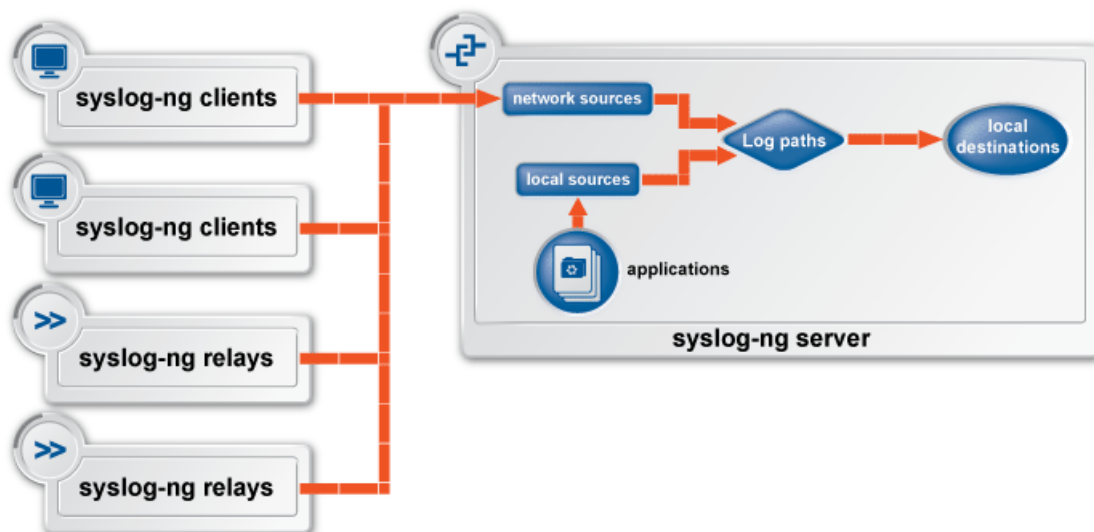 syslog-ng clients
syslog-ng clients
syslog-ng relays
syslog-ng relays
network sources
local sources
applications
Log paths
local
destinations
syslog-ng server